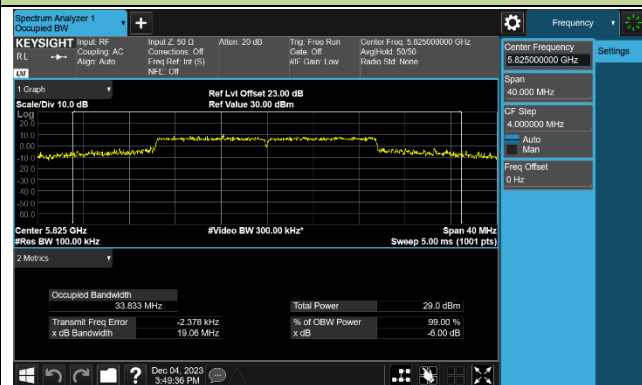 Spectrum Analyzer 1
Occupied BW
Frequency
KEYSIGHT
RL
LXI
Input: RF
Coupling: AC
Align: Auto
Input Z: 50 Ω
Corrections: Off
Freq Ref: Int (S)
NFE: Off
Atten: 20 dB
Trig: Free Run
Gate: Off
#IF Gain: Low
Center Freq: 5.825000000 GHz
Avg|Hold: 50/50
Radio Std: None
Center Frequency
5.825000000 GHz
Settings
Span
40.000 MHz
CF Step
4.000000 MHz
Auto
Man
Freq Offset
0 Hz
1 Graph
Scale/Div 10.0 dB
Ref Lvl Offset 23.00 dB
Ref Value 30.00 dBm
Log
20.0
10.0
0.00
-10.0
-20.0
-30.0
-40.0
-50.0
-60.0
Center 5.825 GHz
#Res BW 100.00 kHz
#Video BW 300.00 kHz*
Span 40 MHz
Sweep 5.00 ms (1001 pts)
2 Metrics
Occupied Bandwidth
33.833 MHz
Total Power 29.0 dBm
Transmit Freq Error -2.378 kHz
% of OBW Power 99.00 %
x dB Bandwidth 19.06 MHz
x dB -6.00 dB
Dec 04, 2023
3:49:36 PM